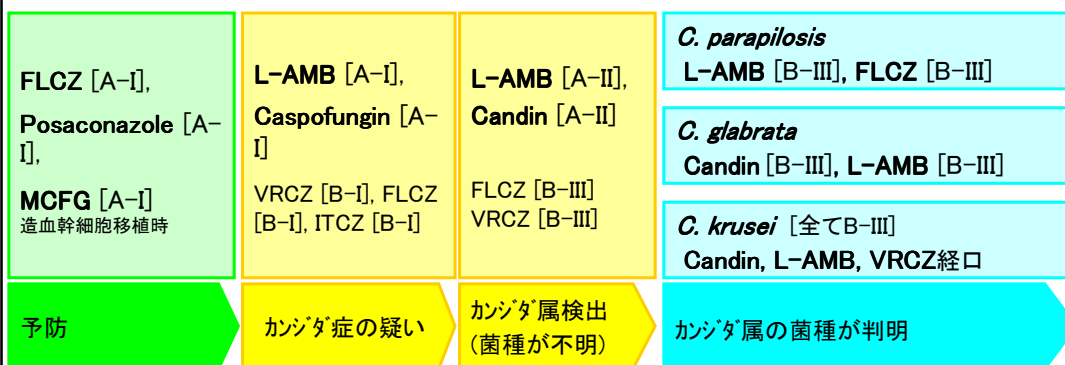 FLCZ [A-I],
Posaconazole [A-
I],
MCFG [A-I]
造血幹細胞移植時
予防
L-AMB [A-I],
Caspofungin [A-
I]
VRCZ [B-I], FLCZ
[B-I], ITCZ [B-I]
カンジダ症の疑い
L-AMB [A-II],
Candin [A-II]
FLCZ [B-III]
VRCZ [B-III]
カンジダ属検出
(菌種が不明)
C. parapilosis
L-AMB [B-III], FLCZ [B-III]
C. glabrata
Candin [B-III], L-AMB [B-III]
C. krusei [全てB-III]
Candin, L-AMB, VRCZ経口
カンジダ属の菌種が判明